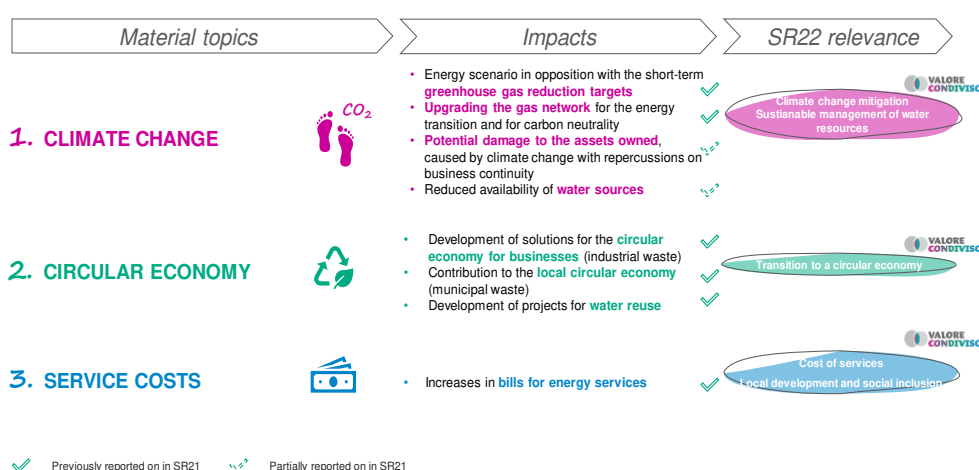 Material topics
Impacts
SR22 relevance
1. CLIMATE CHANGE
CO2
• Energy scenario in opposition with the short-term
greenhouse gas reduction targets
• Upgrading the gas network for the energy
transition and for carbon neutrality
• Potential damage to the assets owned,
caused by climate change with repercussions on
business continuity
• Reduced availability of water sources
VALORE
CONDIVISO
Climate change mitigation
Sustianable management of water
resources
2. CIRCULAR ECONOMY
• Development of solutions for the circular
economy for businesses (industrial waste)
• Contribution to the local circular economy
(municipal waste)
• Development of projects for water reuse
VALORE
CONDIVISO
Transition to a circular economy
3. SERVICE COSTS
• Increases in bills for energy services
VALORE
CONDIVISO
Cost of services
Local development and social inclusion
Previously reported on in SR21
Partially reported on in SR21